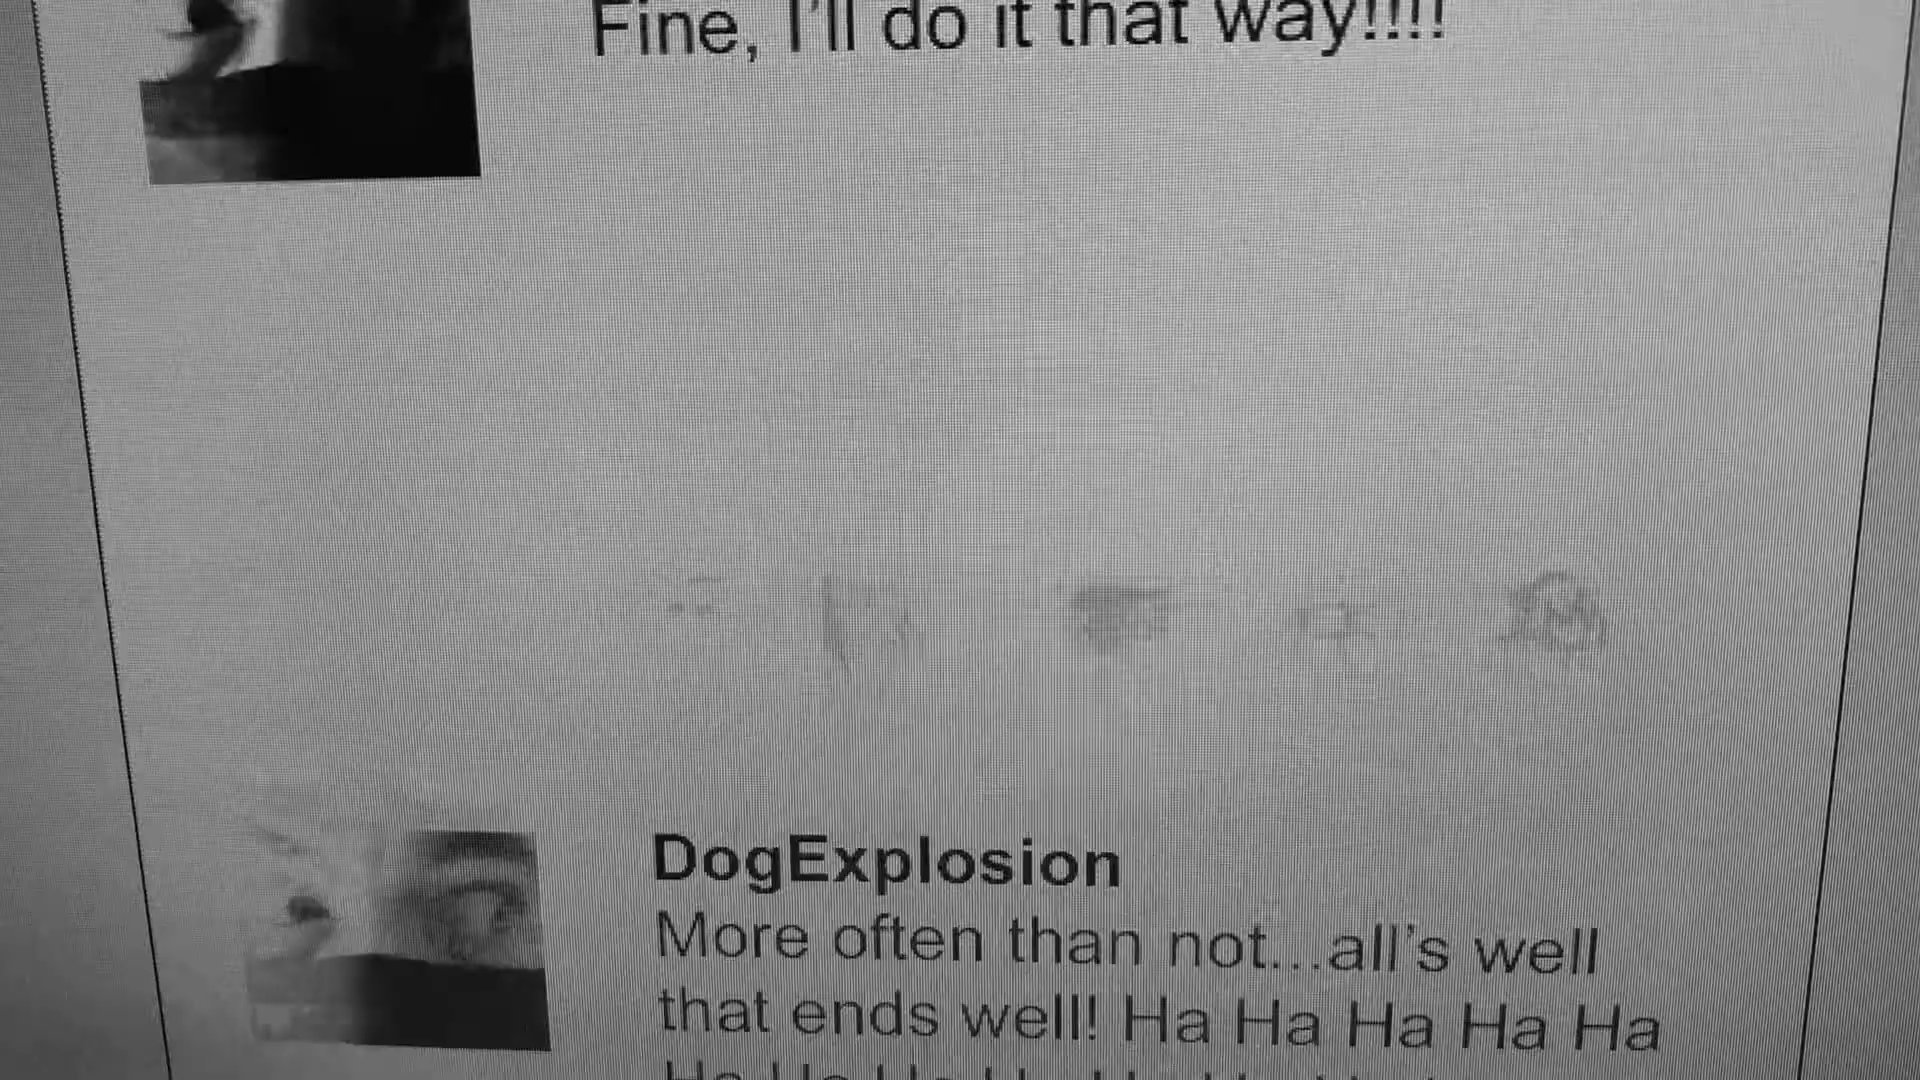 Fine, I'll do it that way!!!!
DogExplosion
More often than not...all's well
that ends well! Ha Ha Ha Ha Ha